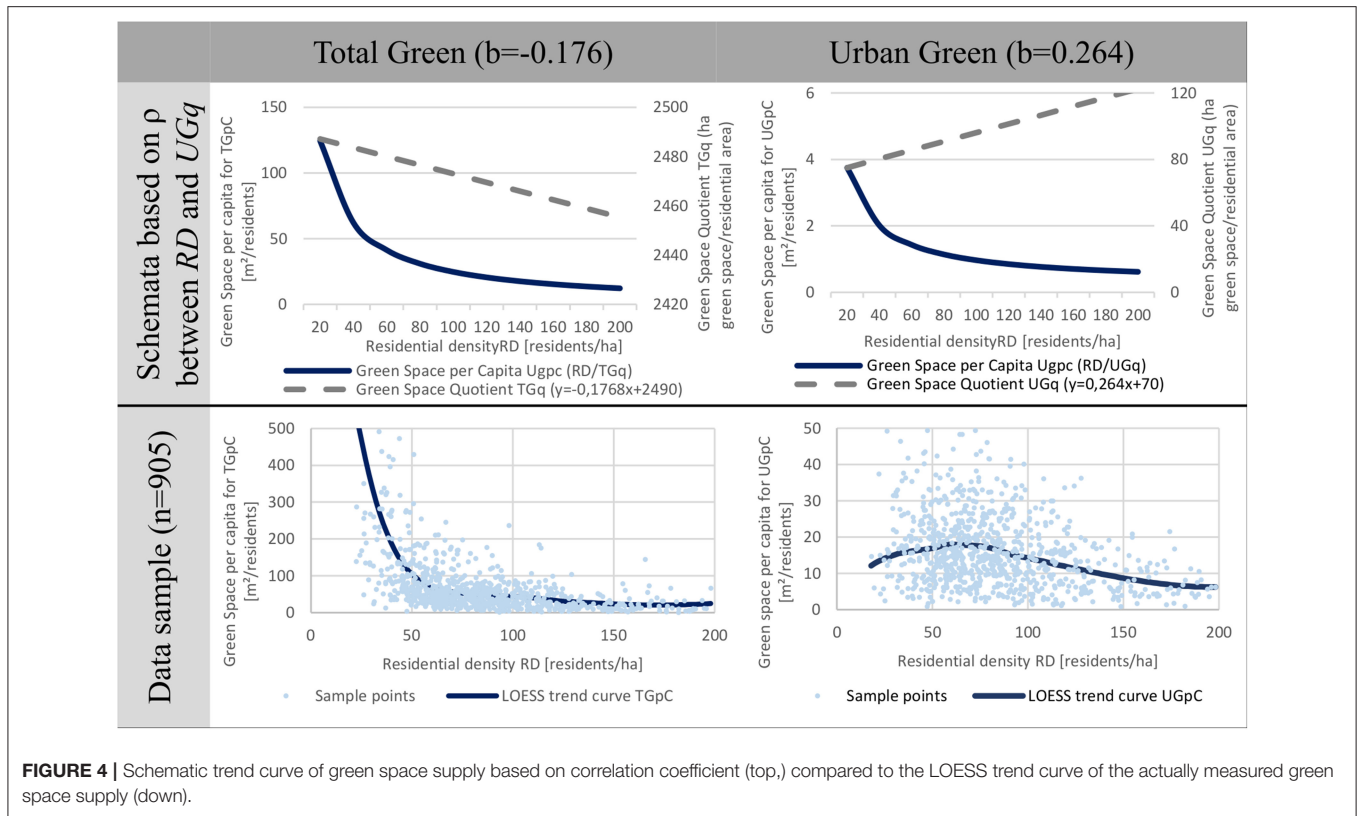 Total Green (b=-0.176)
Urban Green (b=0.264)
Schemata based on ρ
between RD and UGq
Green Space per capita for TGpC
[m²/residents]
150
100
50
0
2500
2480
2460
2440
2420
Green Space Quotient TGq (ha
green space/residential area)
20 40 60 80 100 120 140 160 180 200
Residential densityRD [residents/ha]
Green Space per Capita Ugpc (RD/TGq)
Green Space Quotient TGq (y=-0,1768x+2490)
Green Space per capita for UGpC
[m²/residents]
6
4
2
0
120
80
40
0
Green Space Quotient UGq (ha
green space/residential area)
20 40 60 80 100 120 140 160 180 200
Residential density RD [residents/ha]
Green Space per Capita Ugpc (RD/UGq)
Green Space Quotient UGq (y=0,264x+70)
Data sample (n=905)
Green Space per capita for TGpC
[m²/residents]
500
400
300
200
100
0
0 50 100 150 200
Residential density RD [residents/ha]
Sample points LOESS trend curve TGpC
Green space per capita for UGpC
[m²/residents]
50
40
30
20
10
0
0 50 100 150 200
Residential density RD [residents/ha]
Sample points LOESS trend curve UGpC
FIGURE 4 | Schematic trend curve of green space supply based on correlation coefficient (top,) compared to the LOESS trend curve of the actually measured green
space supply (down).